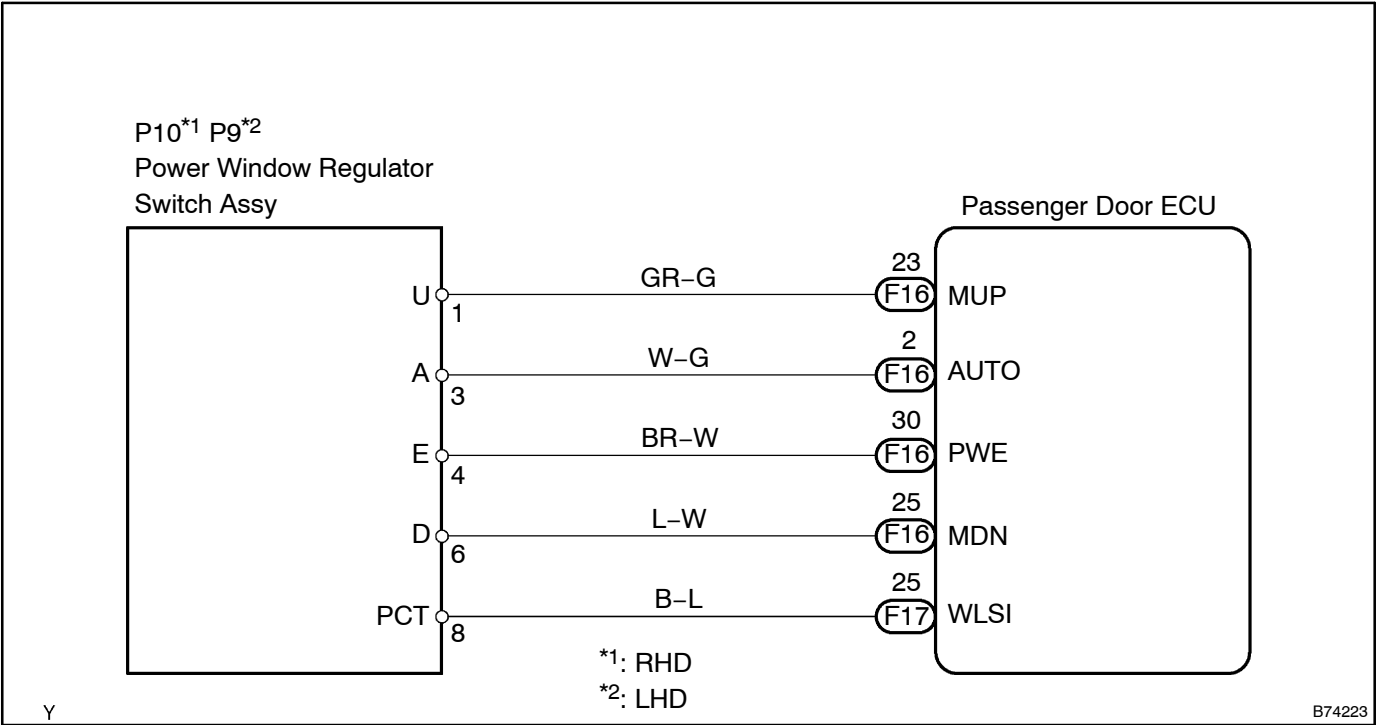 P10*1 P9*2
Power Window Regulator
Switch Assy
Passenger Door ECU
U 1 GR−G 23 F16 MUP
A 3 W−G 2 F16 AUTO
E 4 BR−W 30 F16 PWE
D 6 L−W 25 F16 MDN
PCT 8 B−L 25 F17 WLSI
*1: RHD
*2: LHD
Y
B74223